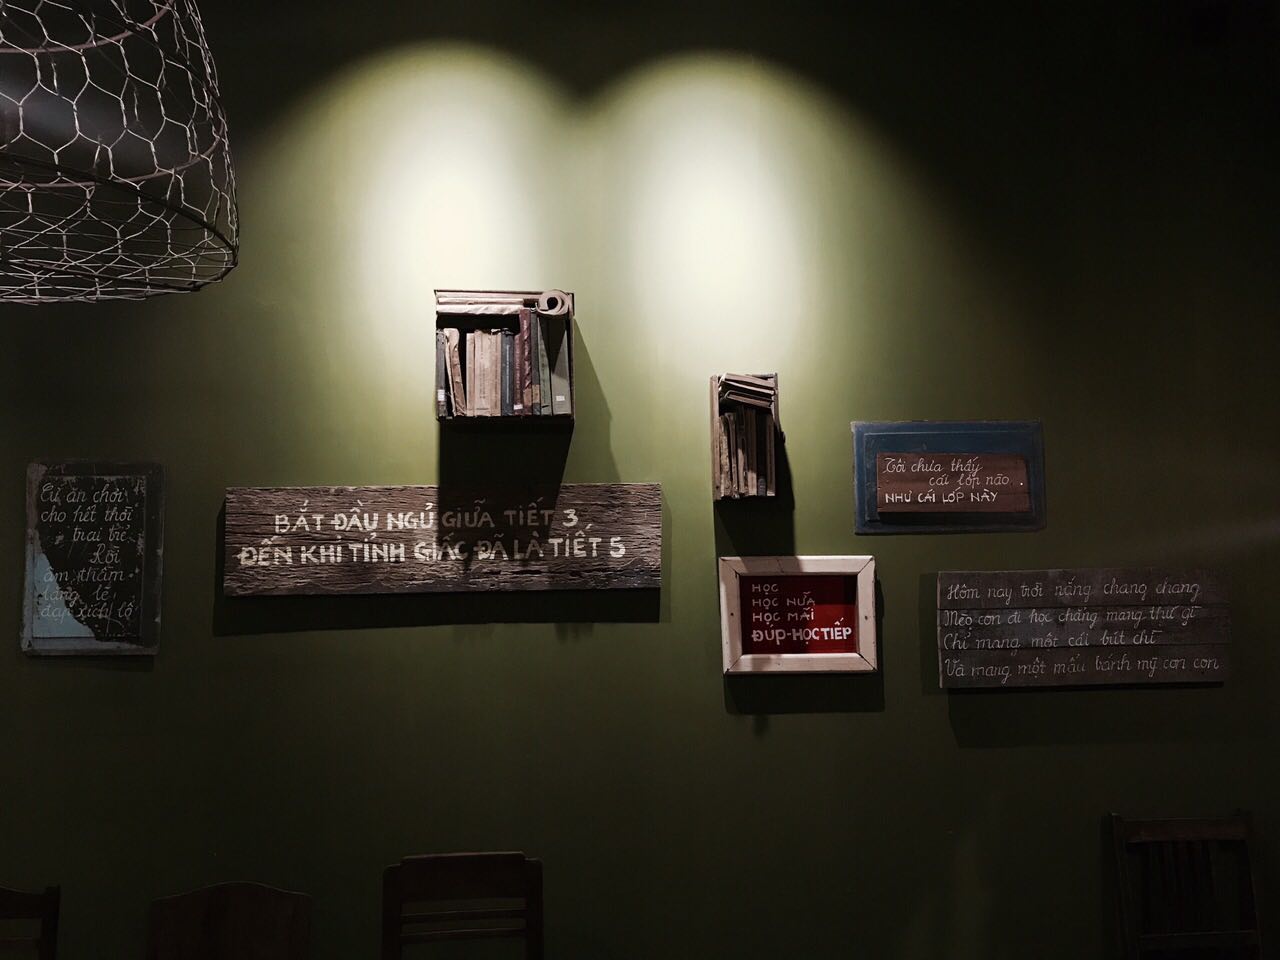 Cứ ăn chơi
cho hết thời
trai trẻ
Rồi
âm thầm
lặng lẽ
đạp xích lô
BẮT ĐẦU NGỦ GIỮA TIẾT 3
ĐẾN KHI TỈNH GIẤC ĐÃ LÀ TIẾT 5
HỌC
HỌC NỮA
HỌC MÃI
ĐÚP-HỌC TIẾP
Tôi chưa thấy
cái lớp nào...
NHƯ CÁI LỚP NÀY
Hôm nay trời nắng chang chang
Mèo con đi học chẳng mang thứ gì
Chỉ mang một cái bút chì
Và mang một mẩu bánh mỳ con con